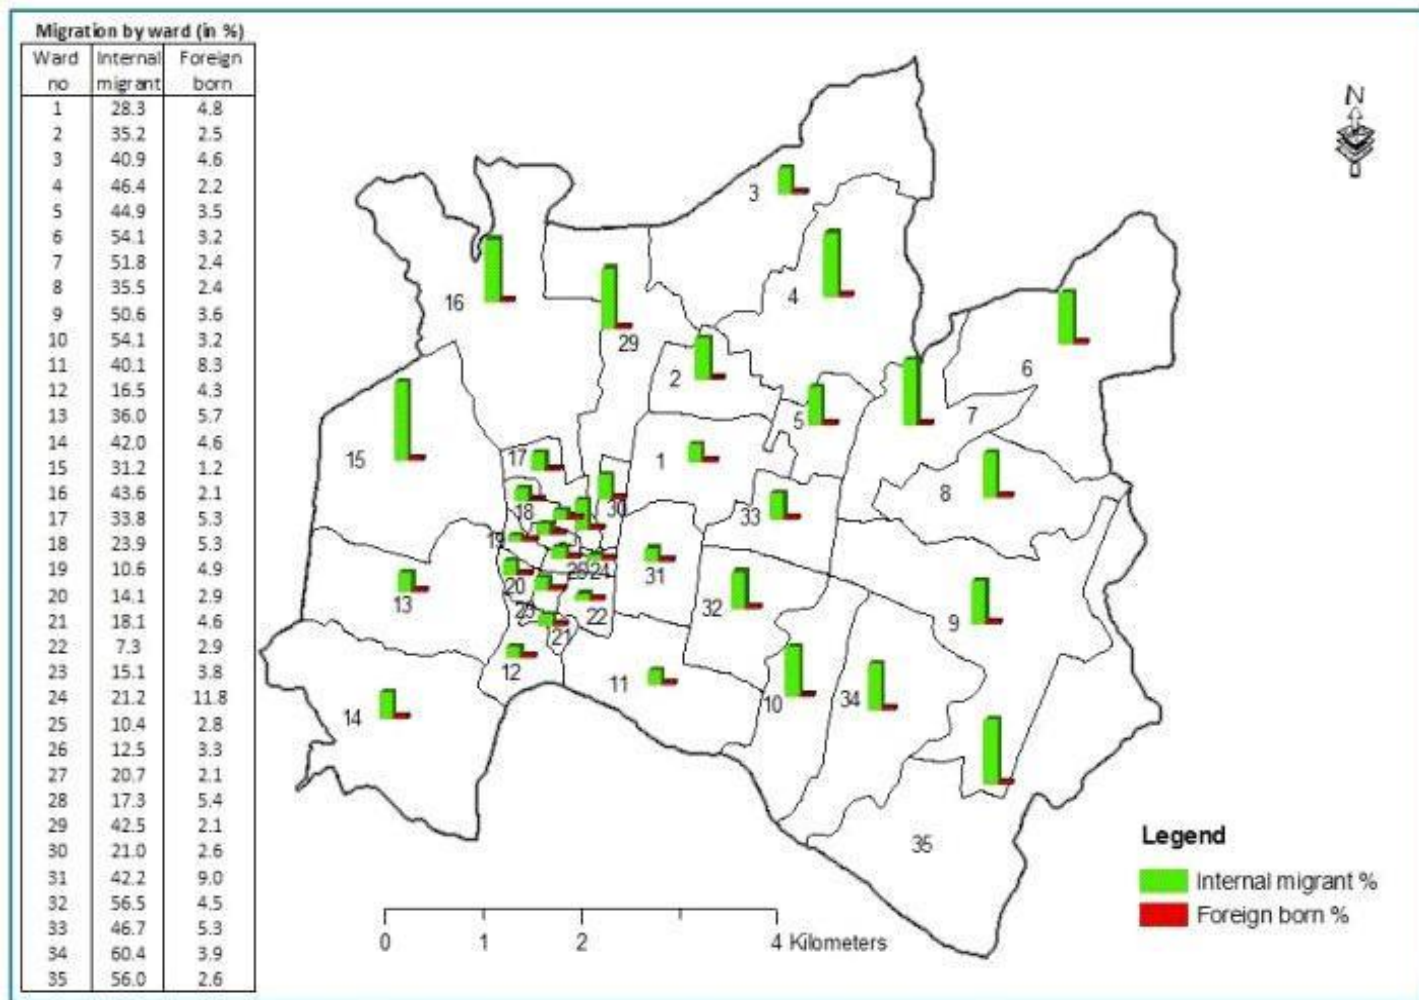 Migration by ward (in %)
Ward Internal Foreign
no migrant born
1 28.3 4.8
2 35.2 2.5
3 40.9 4.6
4 46.4 2.2
5 44.9 3.5
6 54.1 3.2
7 51.8 2.4
8 35.5 2.4
9 50.6 3.6
10 54.1 3.2
11 40.1 8.3
12 16.5 4.3
13 36.0 5.7
14 42.0 4.6
15 31.2 1.2
16 43.6 2.1
17 33.8 5.3
18 23.9 5.3
19 10.6 4.9
20 14.1 2.9
21 18.1 4.6
22 7.3 2.9
23 15.1 3.8
24 21.2 11.8
25 10.4 2.8
26 12.5 3.3
27 20.7 2.1
28 17.3 5.4
29 42.5 2.1
30 21.0 2.6
31 42.2 9.0
32 56.5 4.5
33 46.7 5.3
34 60.4 3.9
35 56.0 2.6
N
3
4
16
29
6
2
5
7
15
17
1
8
18
30
33
19
24
31
20
13
32
22
9
21
12
11
10
34
14
35
Legend
Internal migrant %
Foreign born %
0 1 2 4 Kilometers